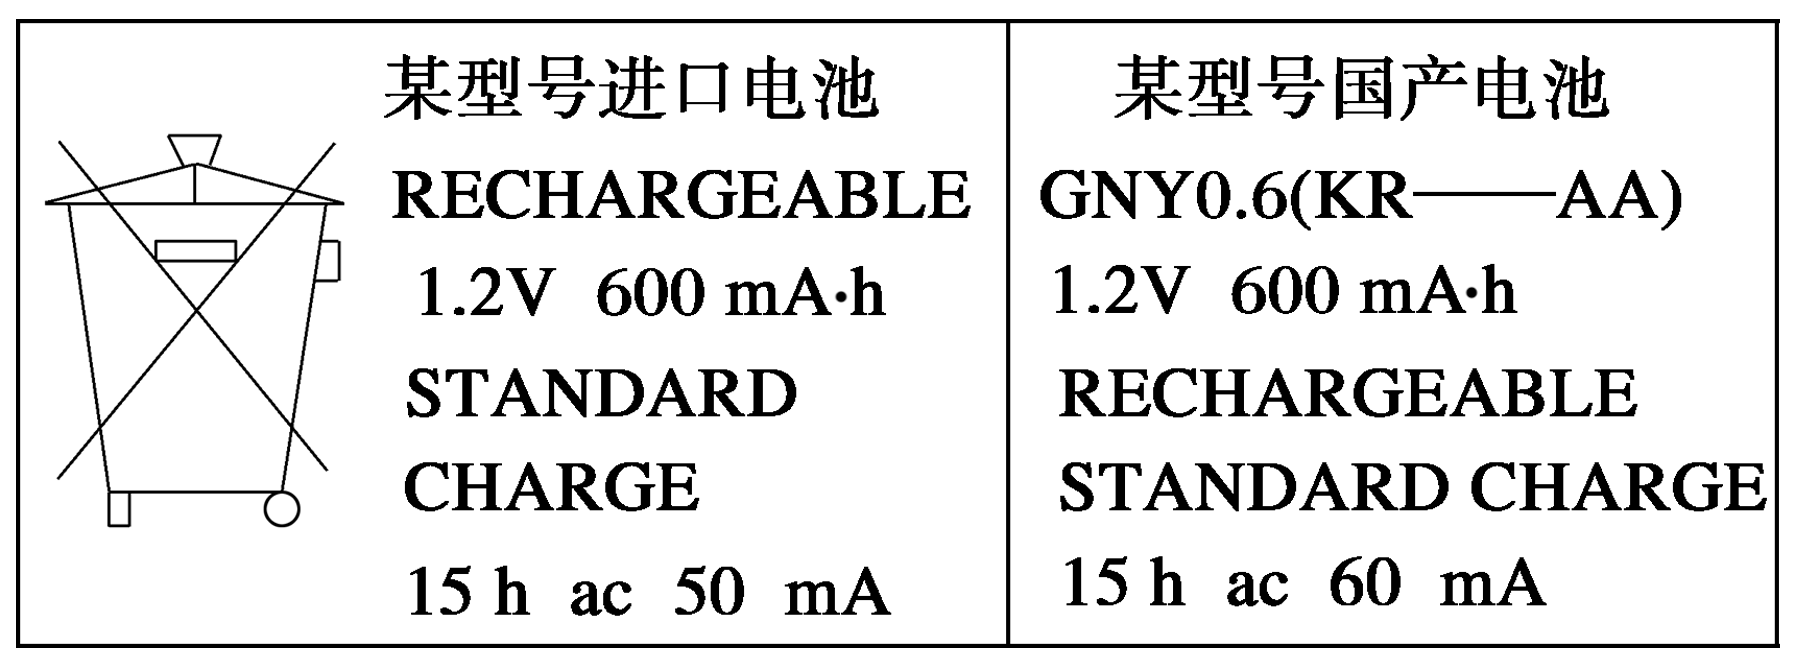 某型号进口电池
RECHARGEABLE
1.2V 600 mA·h
STANDARD
CHARGE
15 h ac 50 mA
某型号国产电池
GNY0.6(KR——AA)
1.2V 600 mA·h
RECHARGEABLE
STANDARD CHARGE
15 h ac 60 mA